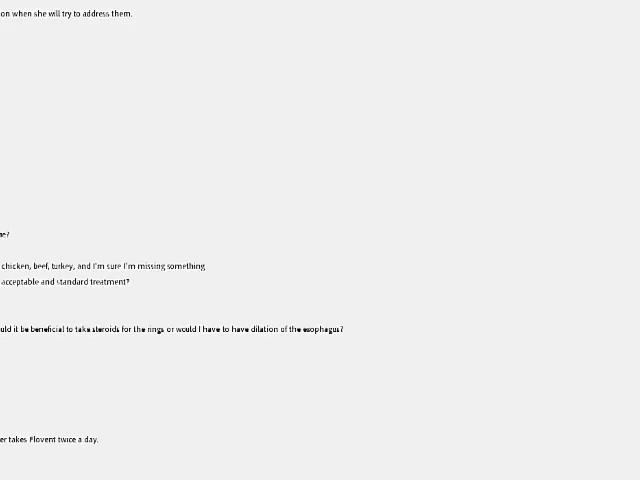 on when she will try to address them.
me?
chicken, beef, turkey, and I'm sure I'm missing something
acceptable and standard treatment?
uld it be beneficial to take steroids for the rings or would I have to have dilation of the esophagus?
er takes Flovent twice a day.